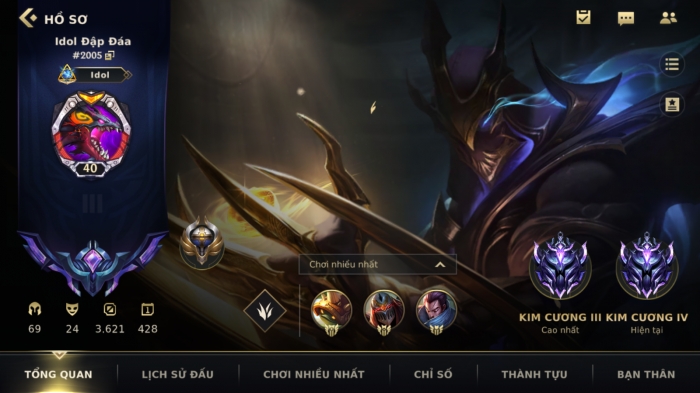 HỒ SƠ
Idol Đập Đáa
#2005
Idol
40
III
Chơi nhiều nhất
KIM CƯƠNG III
Cao nhất
KIM CƯƠNG IV
Hiện tại
69
24
3.621
428
TỔNG QUAN
LỊCH SỬ ĐẤU
CHƠI NHIỀU NHẤT
CHỈ SỐ
THÀNH TỰU
BẠN THÂN